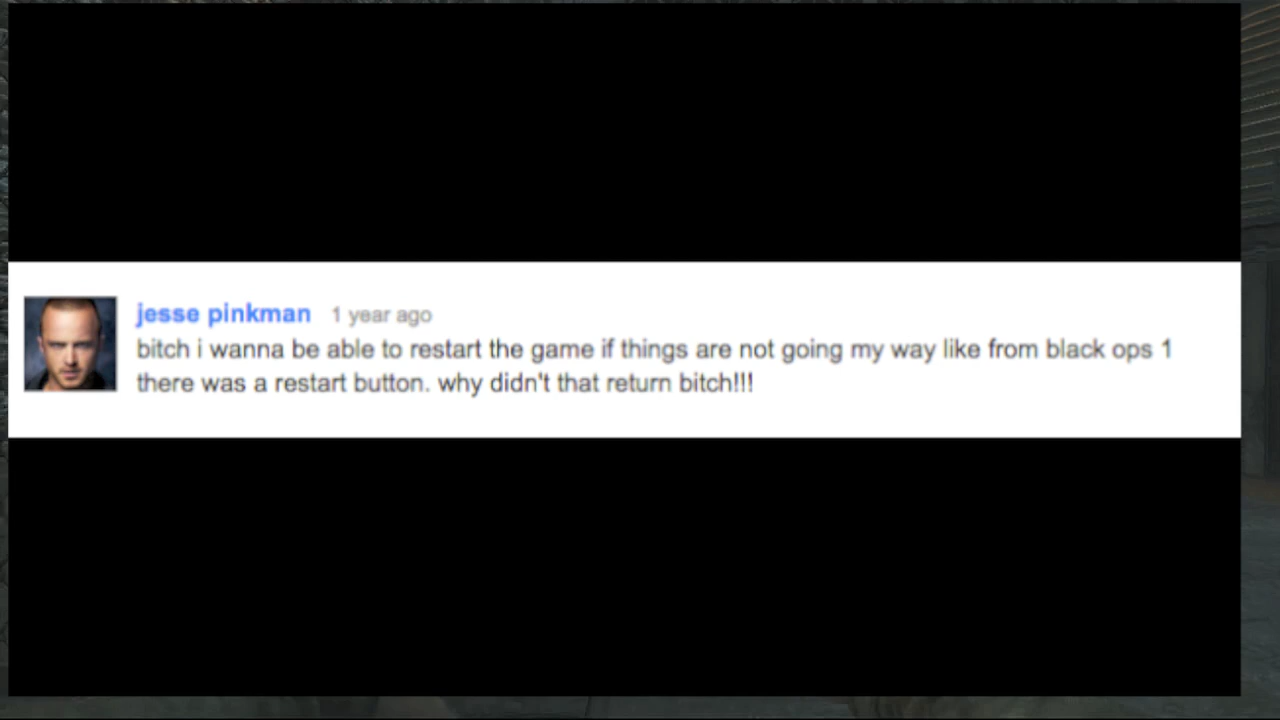 jesse pinkman 1 year ago
bitch i wanna be able to restart the game if things are not going my way like from black ops 1
there was a restart button. why didn't that return bitch!!!